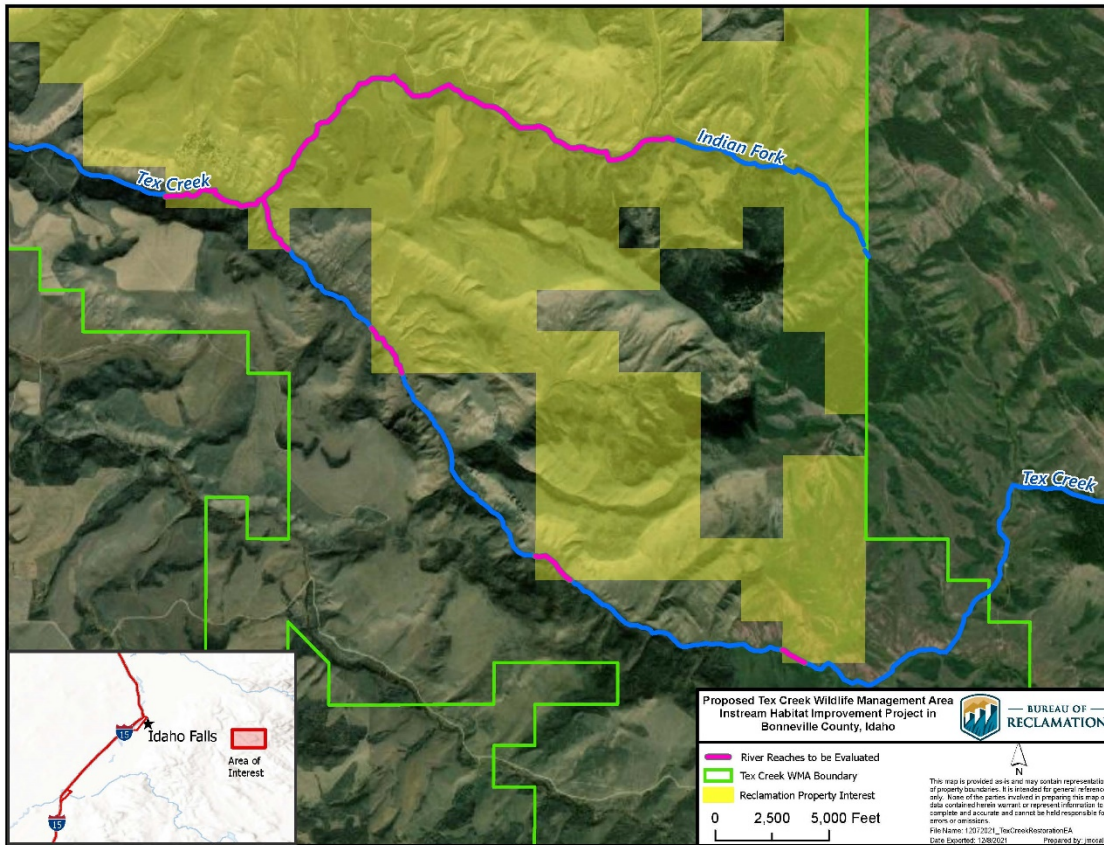 Indian Fork
Tex Creek
Tex Creek
15
Idaho Falls
15
Area of
Interest
Proposed Tex Creek Wildlife Management Area
Instream Habitat Improvement Project in
Bonneville County, Idaho
BUREAU OF
RECLAMATION
River Reaches to be Evaluated
Tex Creek WMA Boundary
Reclamation Property Interest
0 2,500 5,000 Feet
N
This map is provided as-is and may contain
of property boundaries. It is intended for general
only. None of the parties involved in preparing this map
data contained herein warrant or represent information to
complete and accurate and cannot be held responsible
errors or omissions.
File Name: 12072021_TexCreekRestorationEA
Date Exported: 12/8/2021 Prepared by: